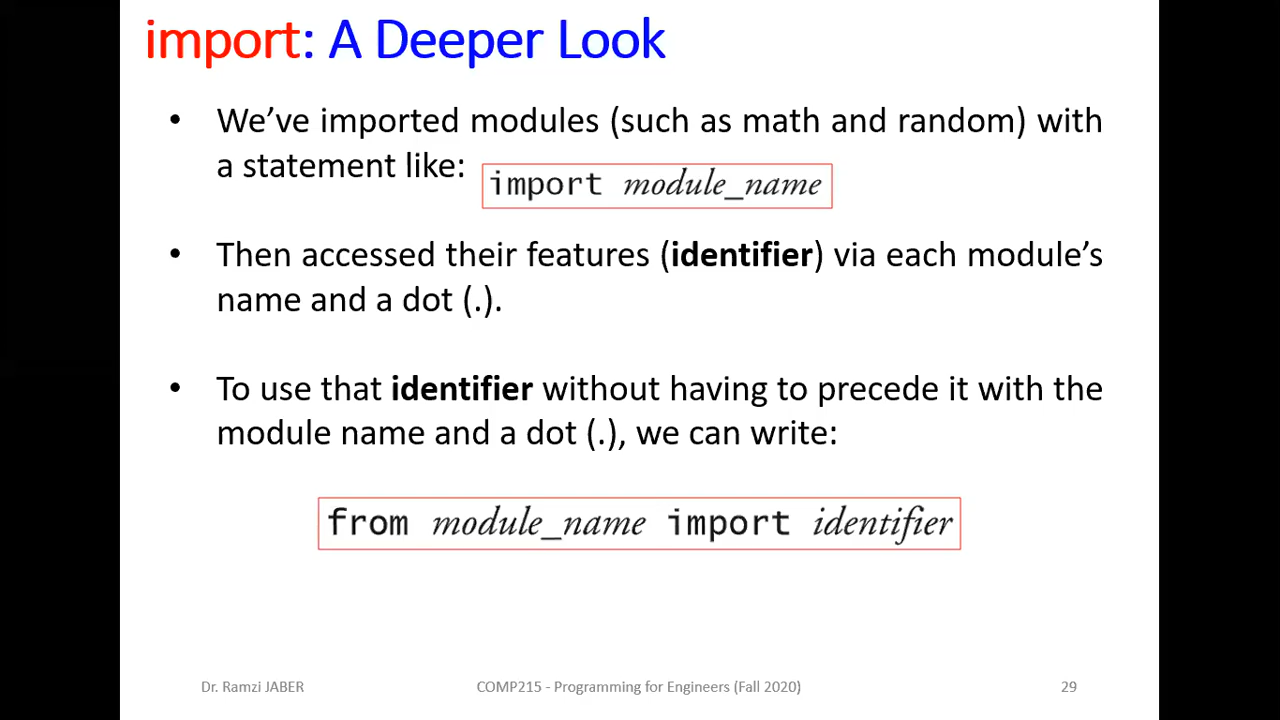 import: A Deeper Look
• We’ve imported modules (such as math and random) with
a statement like: import module_name
• Then accessed their features (identifier) via each module’s
name and a dot (.).
• To use that identifier without having to precede it with the
module name and a dot (.), we can write:
from module_name import identifier
Dr. Ramzi JABER COMP215 - Programming for Engineers (Fall 2020) 29